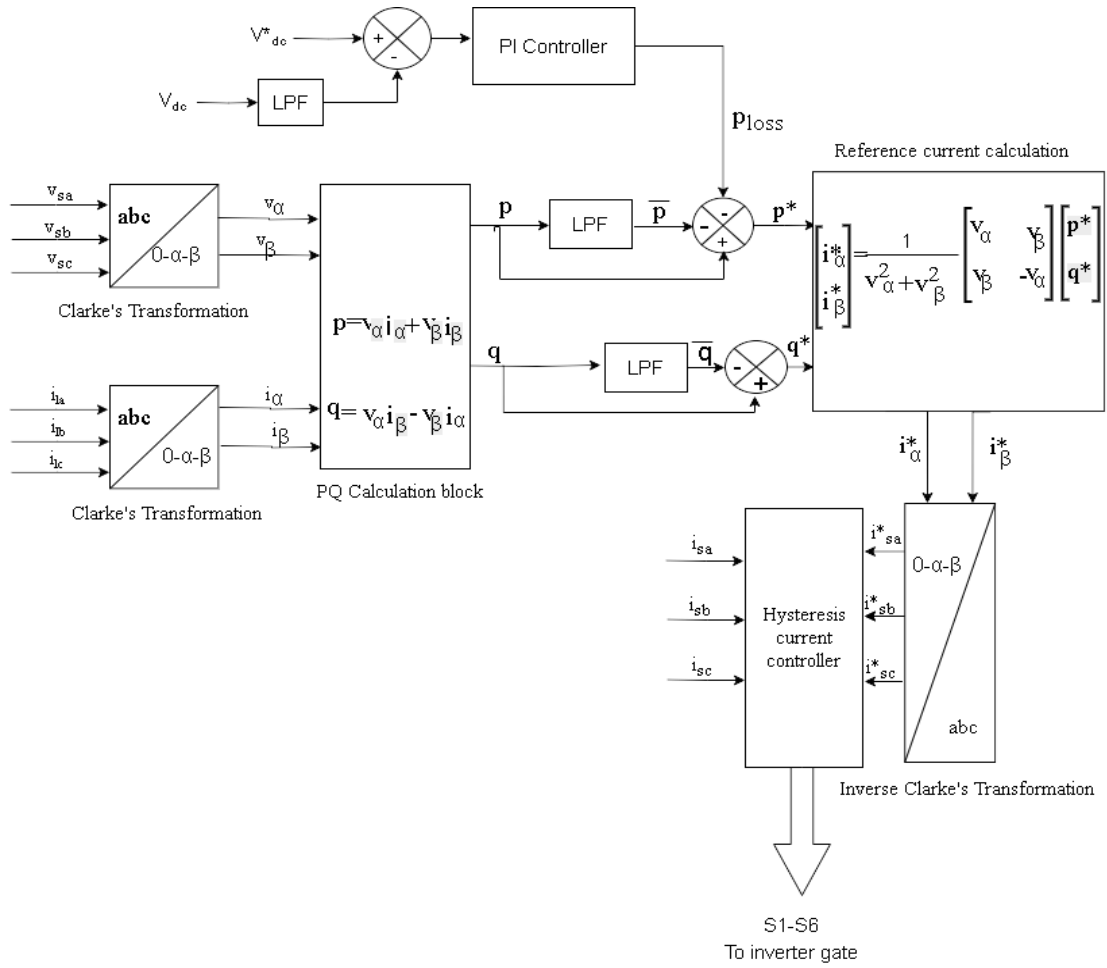 V*dc
+
-
PI Controller
Vdc
LPF
ploss
Reference current calculation
vsa
vsb
vsc
abc
0-α-β
vα
vβ
Clarke's Transformation
p
LPF
p̅
-
-
+
p*
[i*α i*β] = 1/(v²α+v²β) [vα vβ vβ -vα] [p* q*]
p=vα iα+vβ iβ
q= vα iβ - vβ iα
q
LPF
q̅
-
+
q*
ila
ilb
ilc
abc
0-α-β
iα
iβ
Clarke's Transformation
PQ Calculation block
i*α
i*β
isa
isb
isc
Hysteresis
current
controller
i*sa
i*sb
i*sc
0-α-β
abc
Inverse Clarke's Transformation
S1-S6
To inverter gate